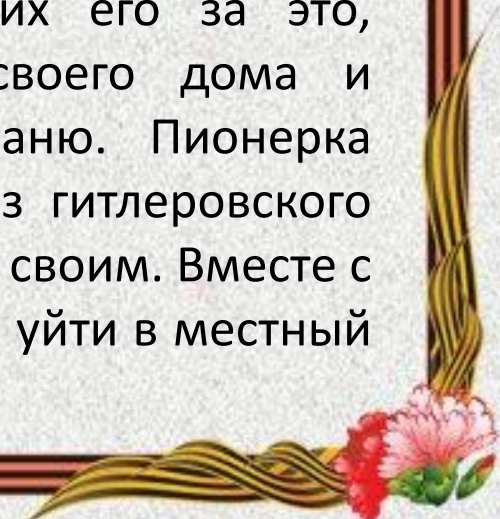 их его за это,
своего дома и
аню. Пионерка
з гитлеровского
своим. Вместе с
уйти в местный